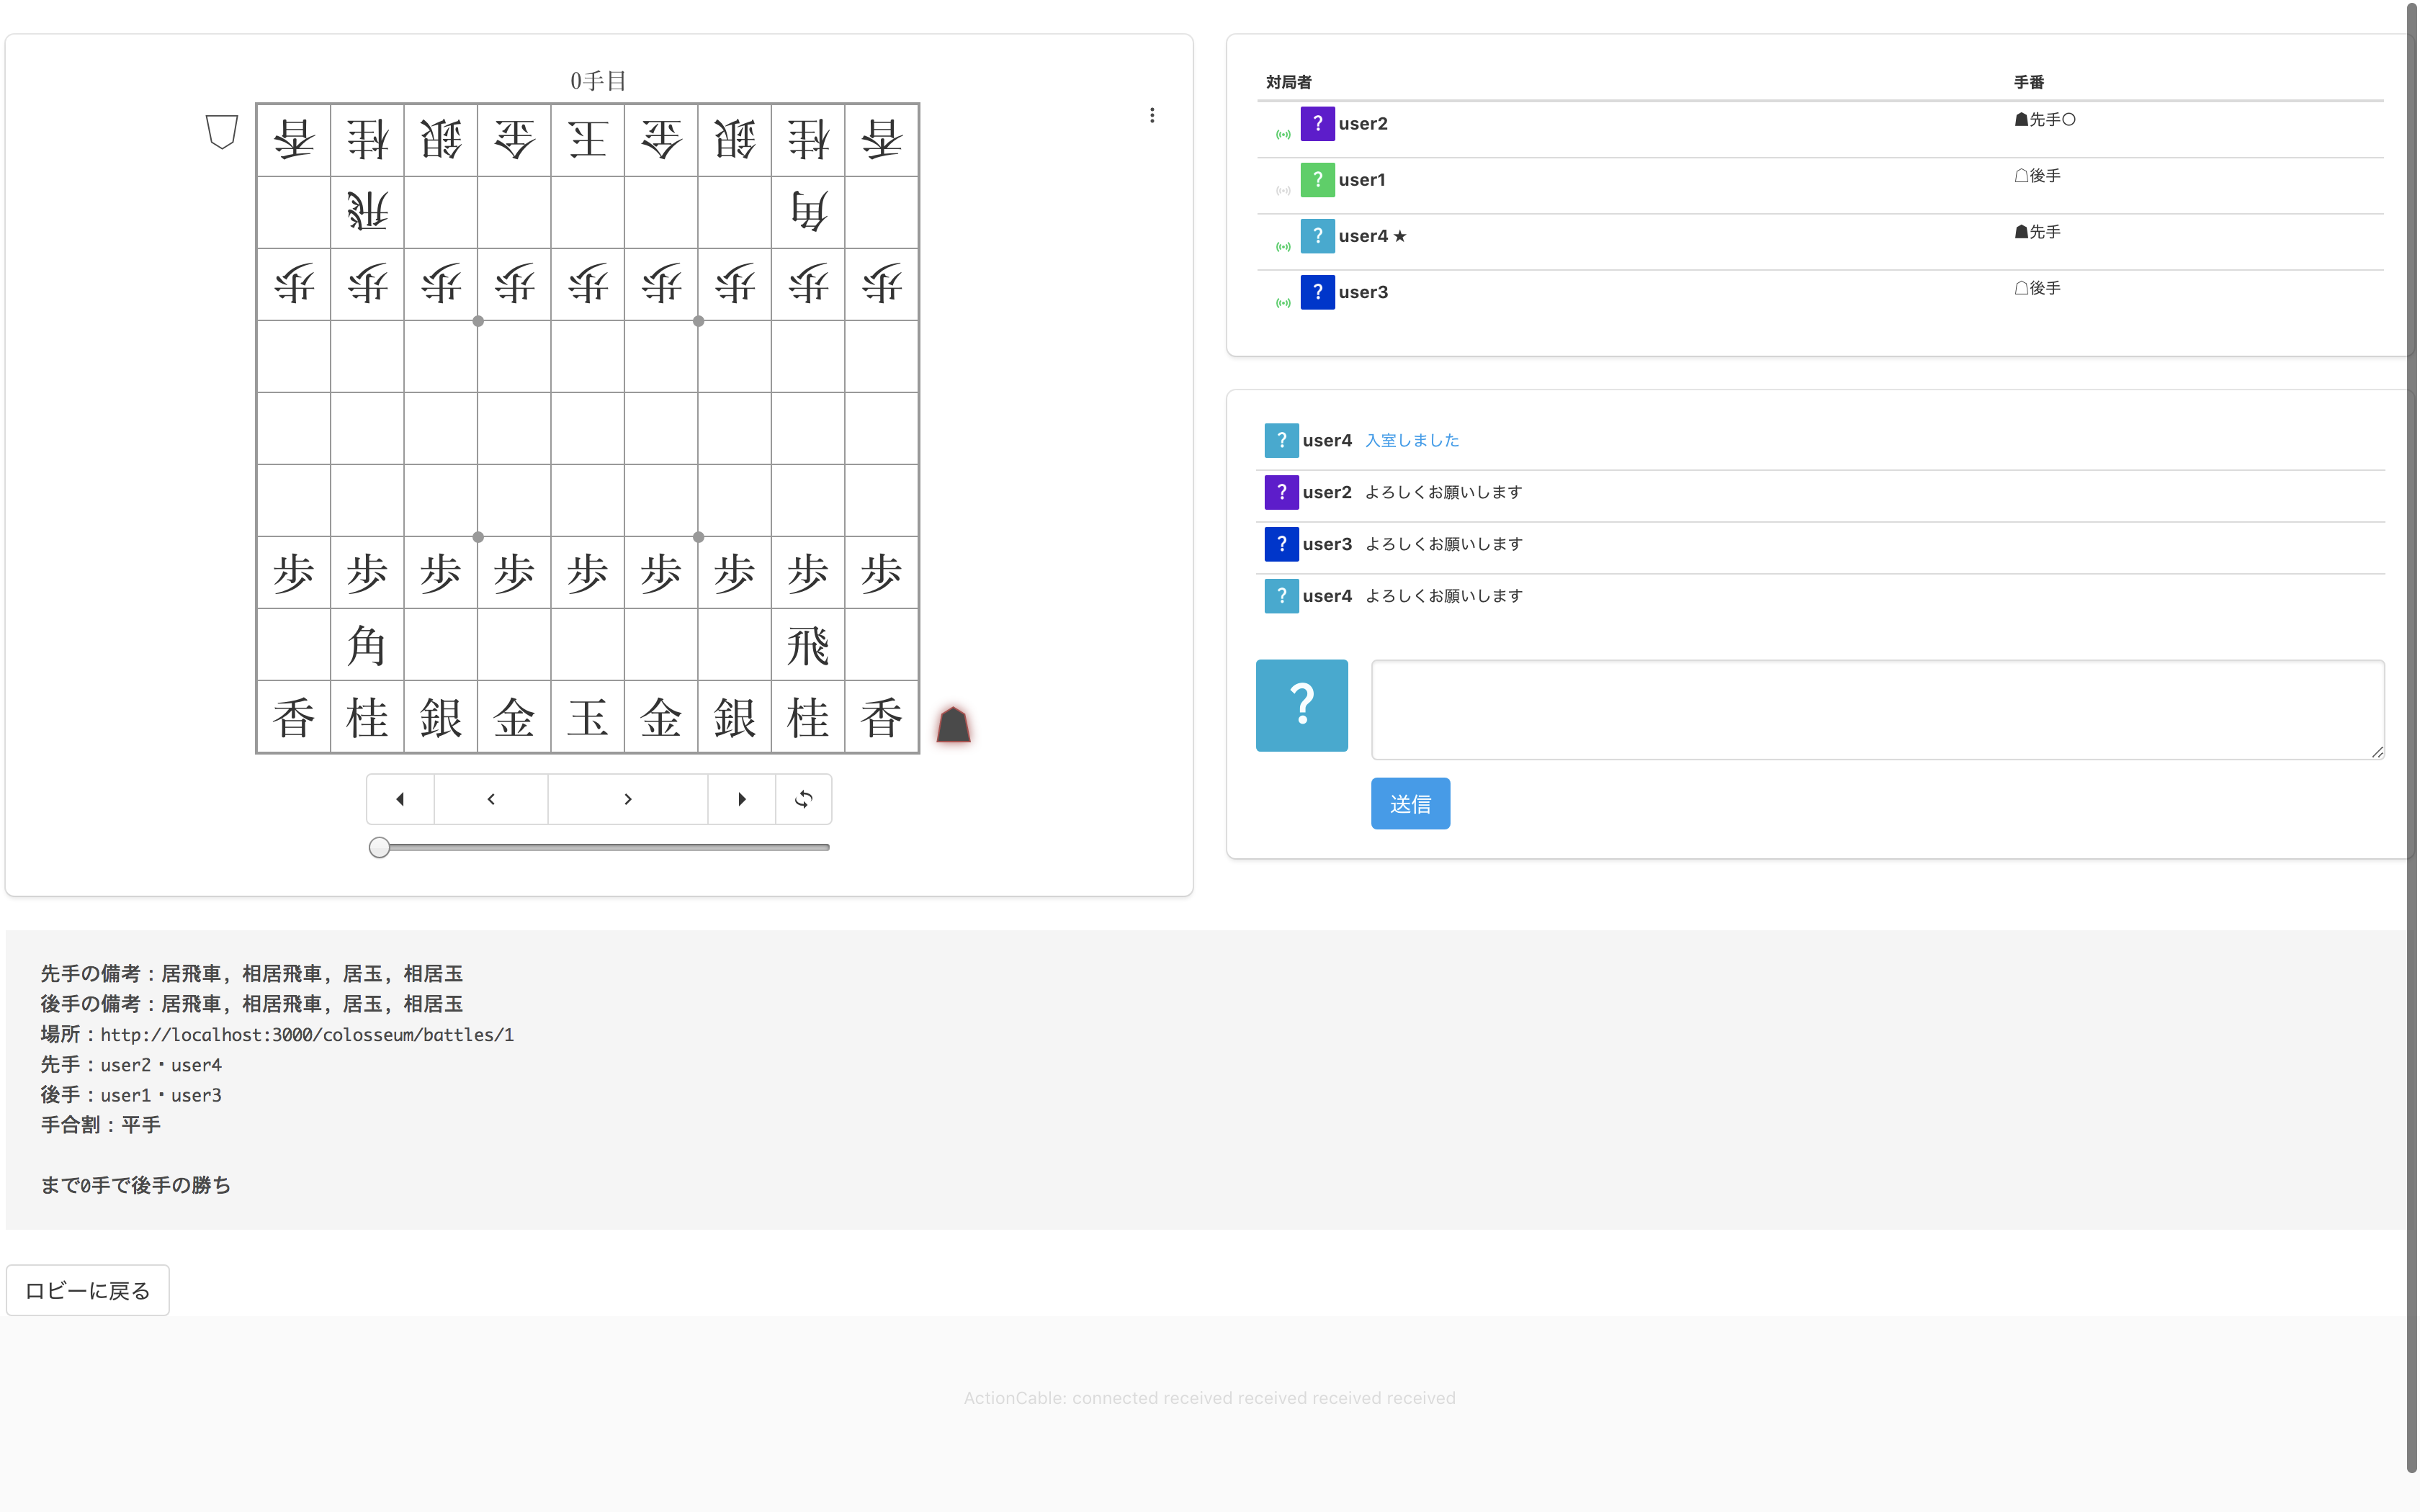 0手目
香桂銀金王金銀桂香
飛角
歩歩歩歩歩歩歩歩歩
歩歩歩歩歩歩歩歩歩
角飛
香桂銀金玉金銀桂香
対局者 手番
? user2 ☗先手○
? user1 ☖後手
? user4 ★ ☗先手
? user3 ☖後手
? user4 入室しました
? user2 よろしくお願いします
? user3 よろしくお願いします
? user4 よろしくお願いします
?
送信
先手の備考：居飛車, 相居飛車, 居玉, 相居玉
後手の備考：居飛車, 相居飛車, 居玉, 相居玉
場所：http://localhost:3000/colosseum/battles/1
先手：user2・user4
後手：user1・user3
手合割：平手
まで0手で後手の勝ち
ロビーに戻る
ActionCable: connected received received received received